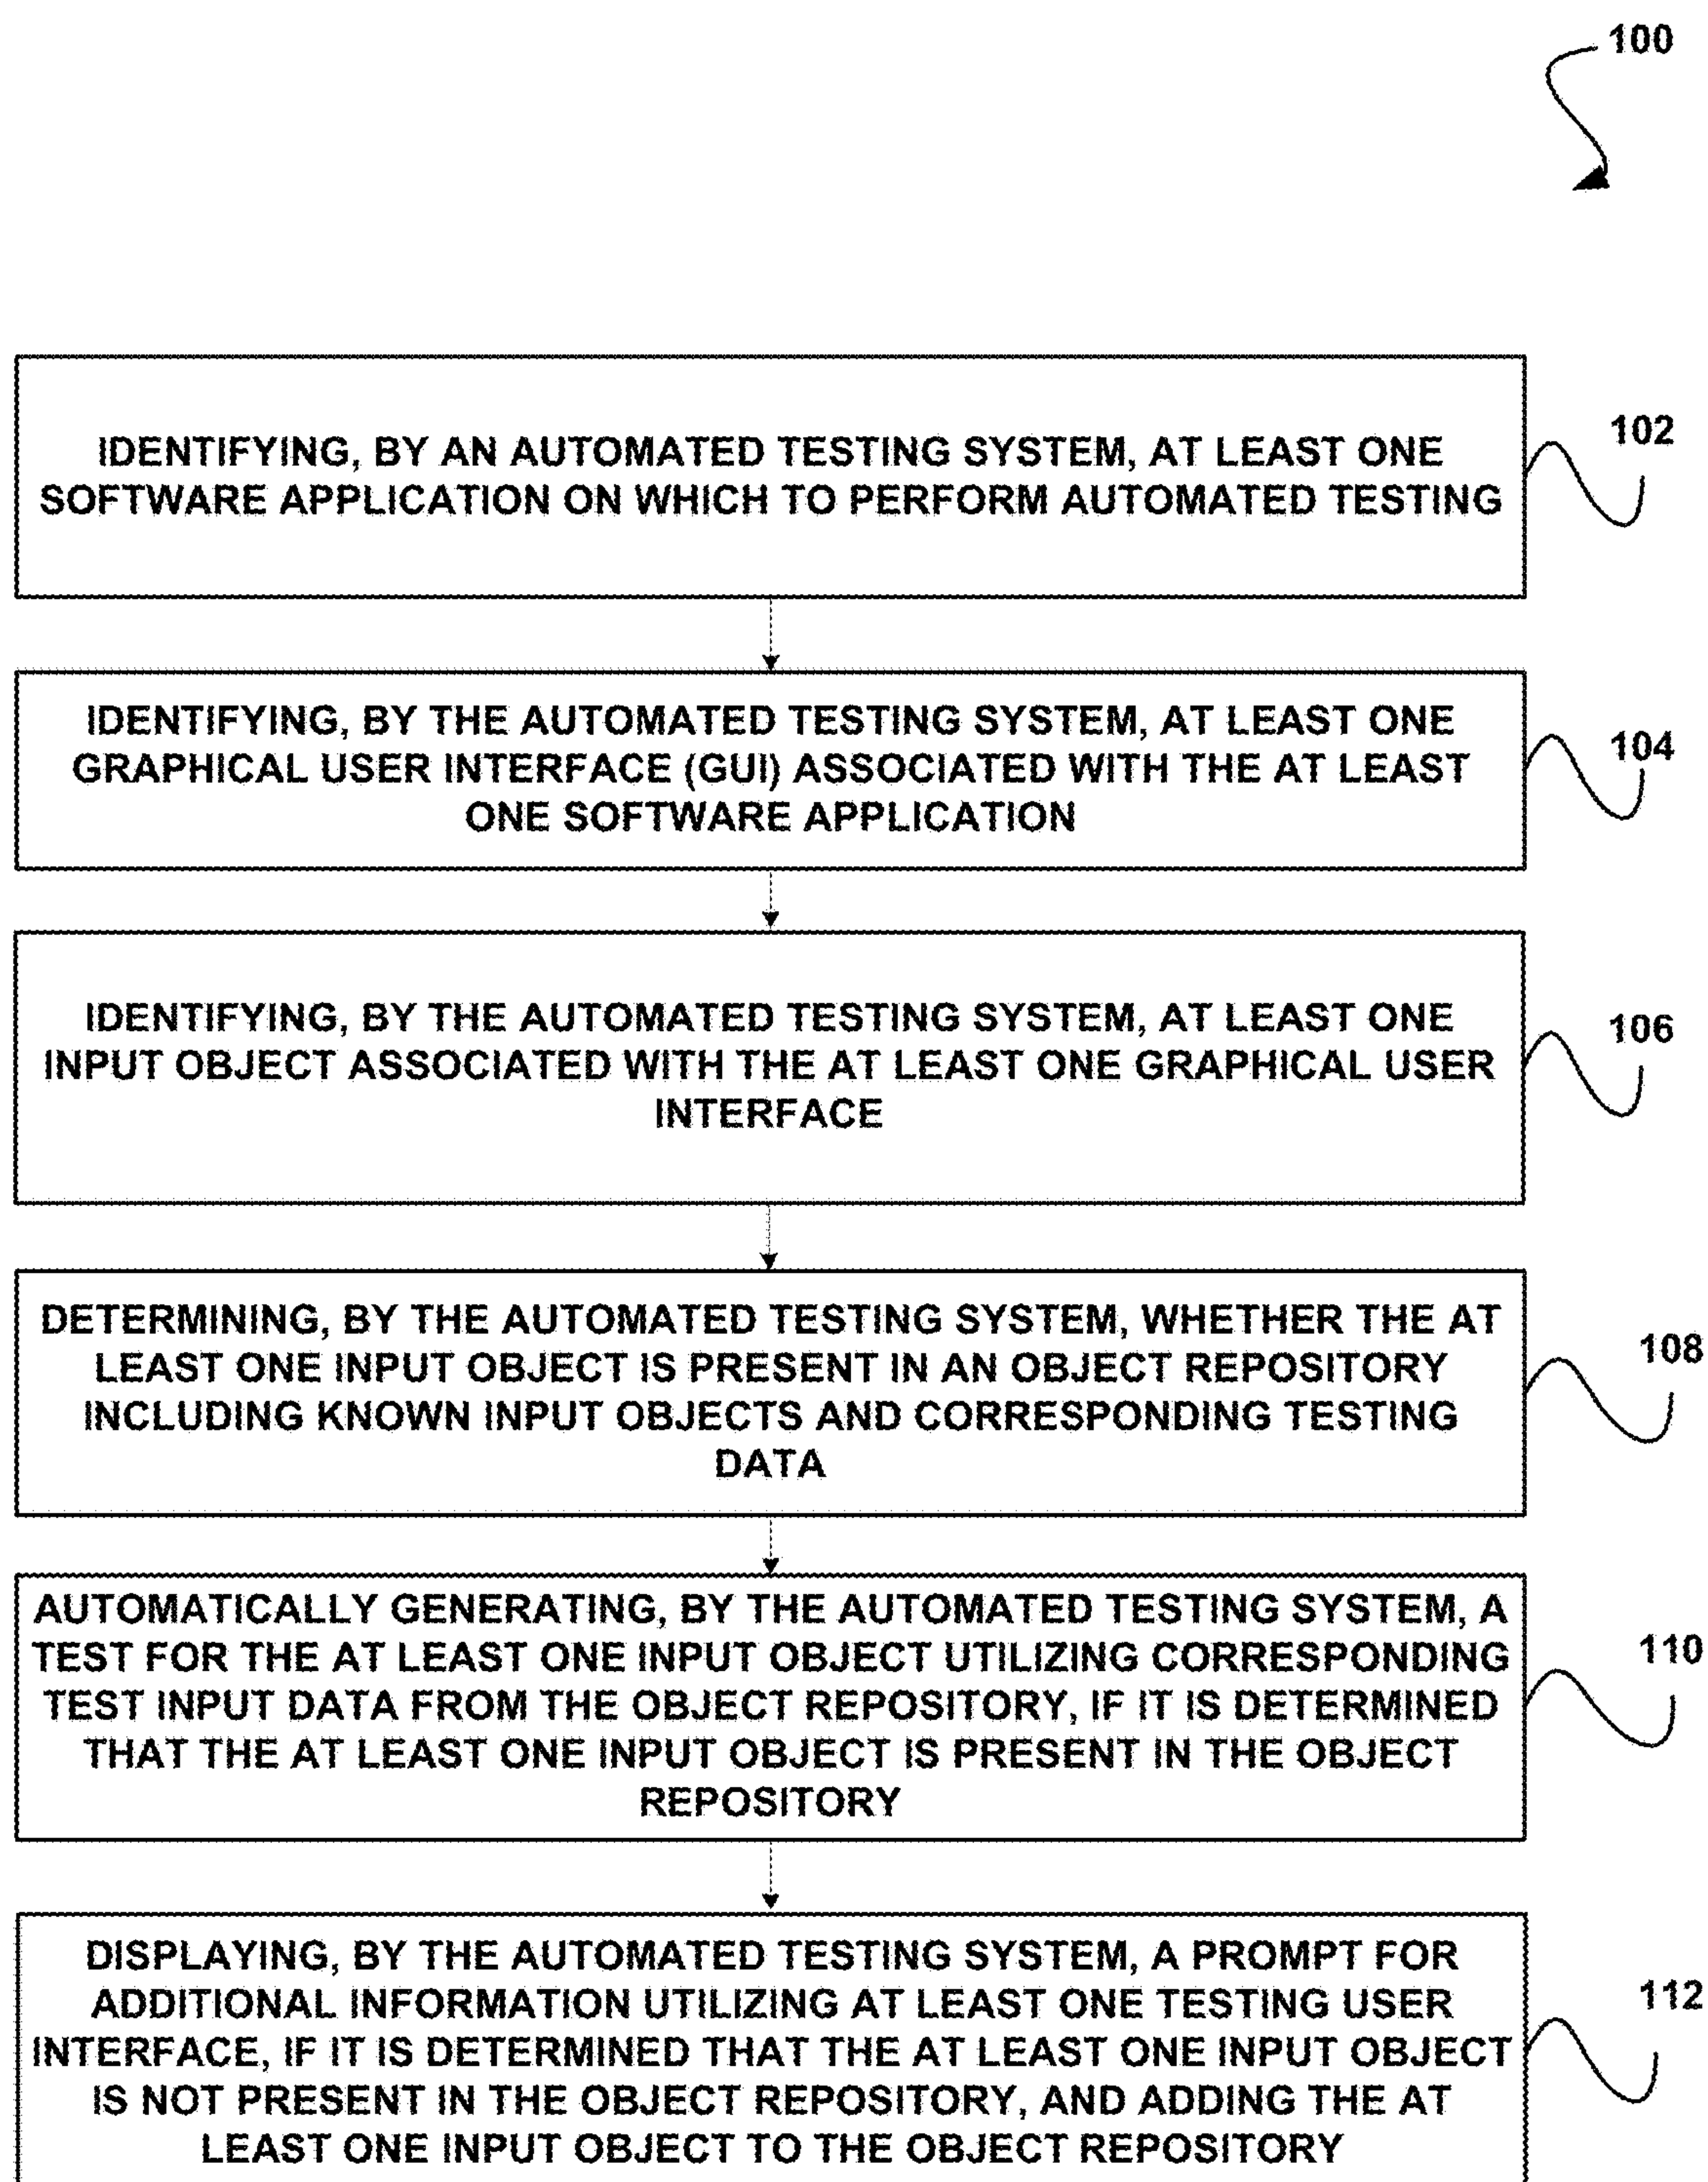 100
IDENTIFYING, BY AN AUTOMATED TESTING SYSTEM, AT LEAST ONE
SOFTWARE APPLICATION ON WHICH TO PERFORM AUTOMATED TESTING
102
IDENTIFYING, BY THE AUTOMATED TESTING SYSTEM, AT LEAST ONE
GRAPHICAL USER INTERFACE (GUI) ASSOCIATED WITH THE AT LEAST
ONE SOFTWARE APPLICATION
104
IDENTIFYING, BY THE AUTOMATED TESTING SYSTEM, AT LEAST ONE
INPUT OBJECT ASSOCIATED WITH THE AT LEAST ONE GRAPHICAL USER
INTERFACE
106
DETERMINING, BY THE AUTOMATED TESTING SYSTEM, WHETHER THE AT
LEAST ONE INPUT OBJECT IS PRESENT IN AN OBJECT REPOSITORY
INCLUDING KNOWN INPUT OBJECTS AND CORRESPONDING TESTING
DATA
108
AUTOMATICALLY GENERATING, BY THE AUTOMATED TESTING SYSTEM, A
TEST FOR THE AT LEAST ONE INPUT OBJECT UTILIZING CORRESPONDING
TEST INPUT DATA FROM THE OBJECT REPOSITORY, IF IT IS DETERMINED
THAT THE AT LEAST ONE INPUT OBJECT IS PRESENT IN THE OBJECT
REPOSITORY
110
DISPLAYING, BY THE AUTOMATED TESTING SYSTEM, A PROMPT FOR
ADDITIONAL INFORMATION UTILIZING AT LEAST ONE TESTING USER
INTERFACE, IF IT IS DETERMINED THAT THE AT LEAST ONE INPUT OBJECT
IS NOT PRESENT IN THE OBJECT REPOSITORY, AND ADDING THE AT
LEAST ONE INPUT OBJECT TO THE OBJECT REPOSITORY
112